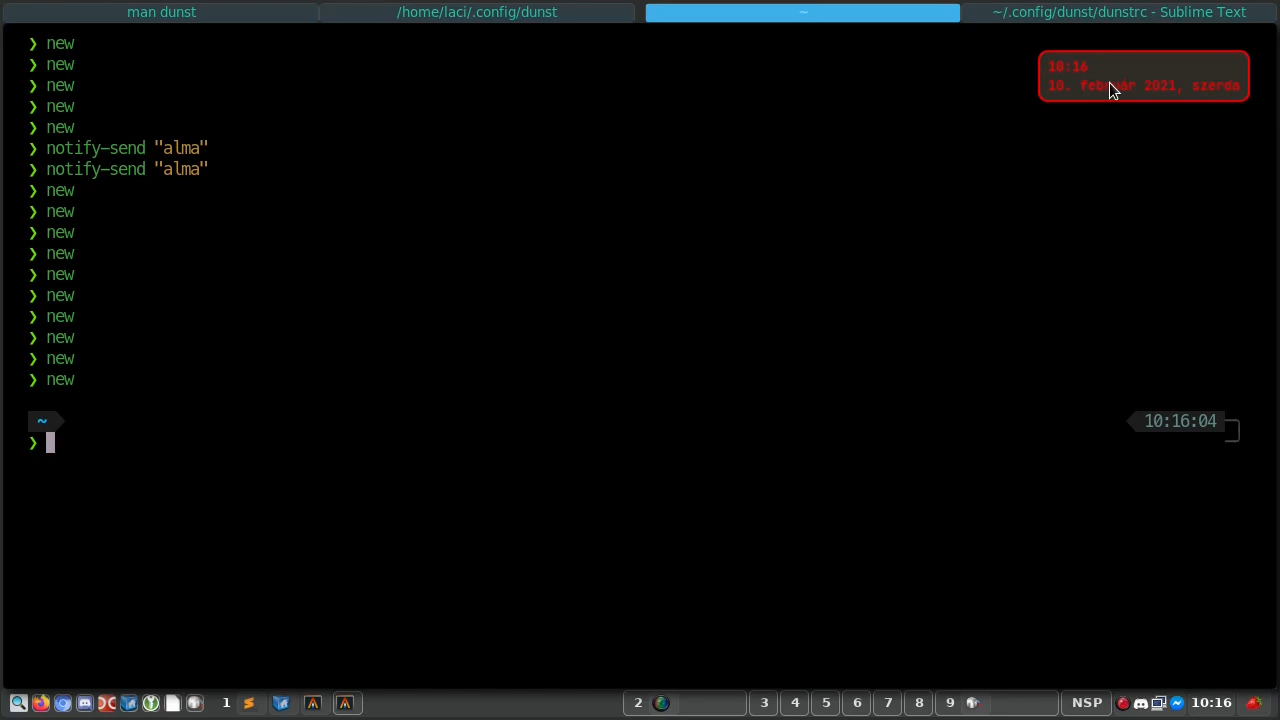 man dunst
/home/laci/.config/dunst
~
~/.config/dunst/dunstrc - Sublime Text
❯ new
❯ new
❯ new
❯ new
❯ new
❯ notify-send "alma"
❯ notify-send "alma"
❯ new
❯ new
❯ new
❯ new
❯ new
❯ new
❯ new
❯ new
❯ new
❯ new
10:16
10. február 2021, szerda
~
10:16:04
❯
1
2
3
4
5
6
7
8
9
NSP
10:16